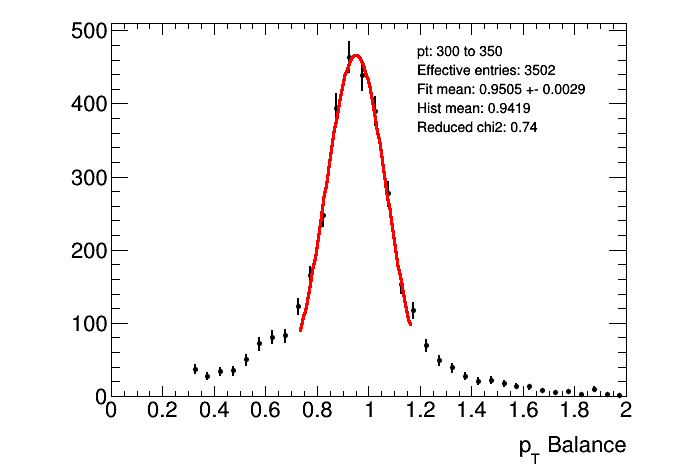 500
400
300
200
100
0
pt: 300 to 350
Effective entries: 3502
Fit mean: 0.9505 +- 0.0029
Hist mean: 0.9419
Reduced chi2: 0.74
0 0.2 0.4 0.6 0.8 1 1.2 1.4 1.6 1.8 2
pT Balance